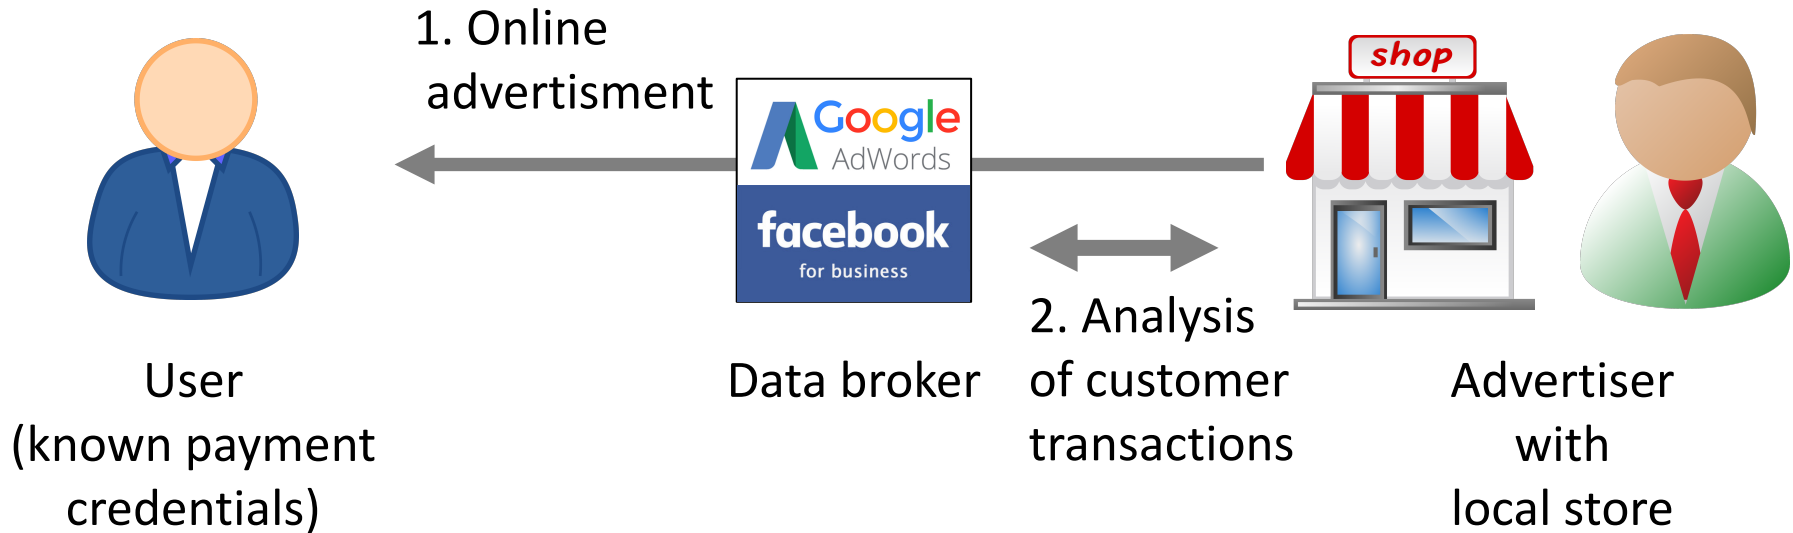 1. Online
advertisment
Google
AdWords
facebook
for business
shop
2. Analysis
of customer
transactions
User
(known payment
credentials)
Data broker
Advertiser
with
local store